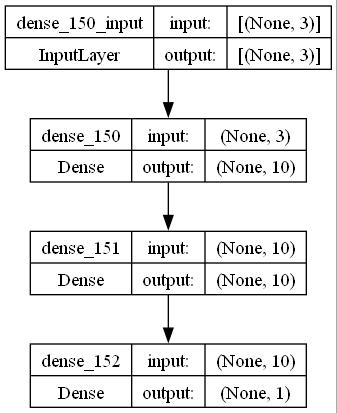 dense_150_input input: [(None, 3)]
InputLayer output: [(None, 3)]
dense_150 input: (None, 3)
Dense output: (None, 10)
dense_151 input: (None, 10)
Dense output: (None, 10)
dense_152 input: (None, 10)
Dense output: (None, 1)